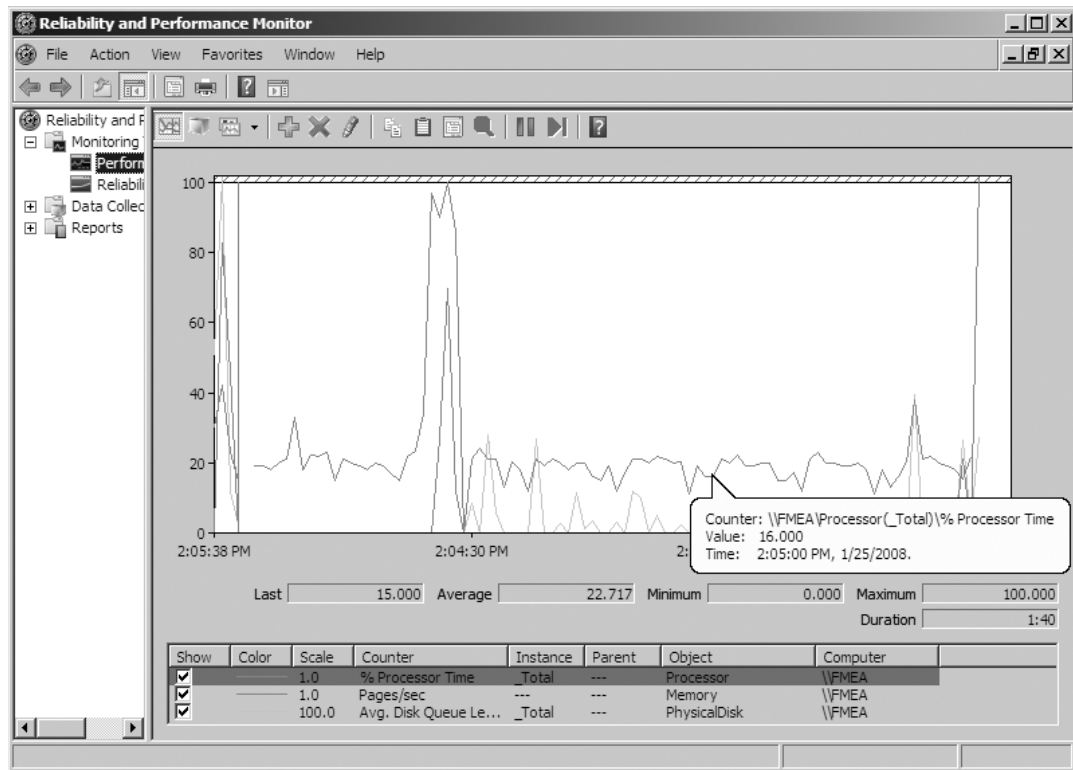 Reliability and Performance Monitor
File Action View Favorites Window Help
Reliability and P
Monitoring
Perform
Reliabili
Data Collec
Reports
100
80
60
40
20
0
2:05:38 PM 2:04:30 PM 2:
Counter: \\FMEA\Processor(_Total)\% Processor Time
Value: 16.000
Time: 2:05:00 PM, 1/25/2008.
Last 15.000 Average 22.717 Minimum 0.000 Maximum 100.000
Duration 1:40
Show Color Scale Counter Instance Parent Object Computer
1.0 % Processor Time _Total --- Processor \\FMEA
1.0 Pages/sec --- --- Memory \\FMEA
100.0 Avg. Disk Queue Le... _Total --- PhysicalDisk \\FMEA